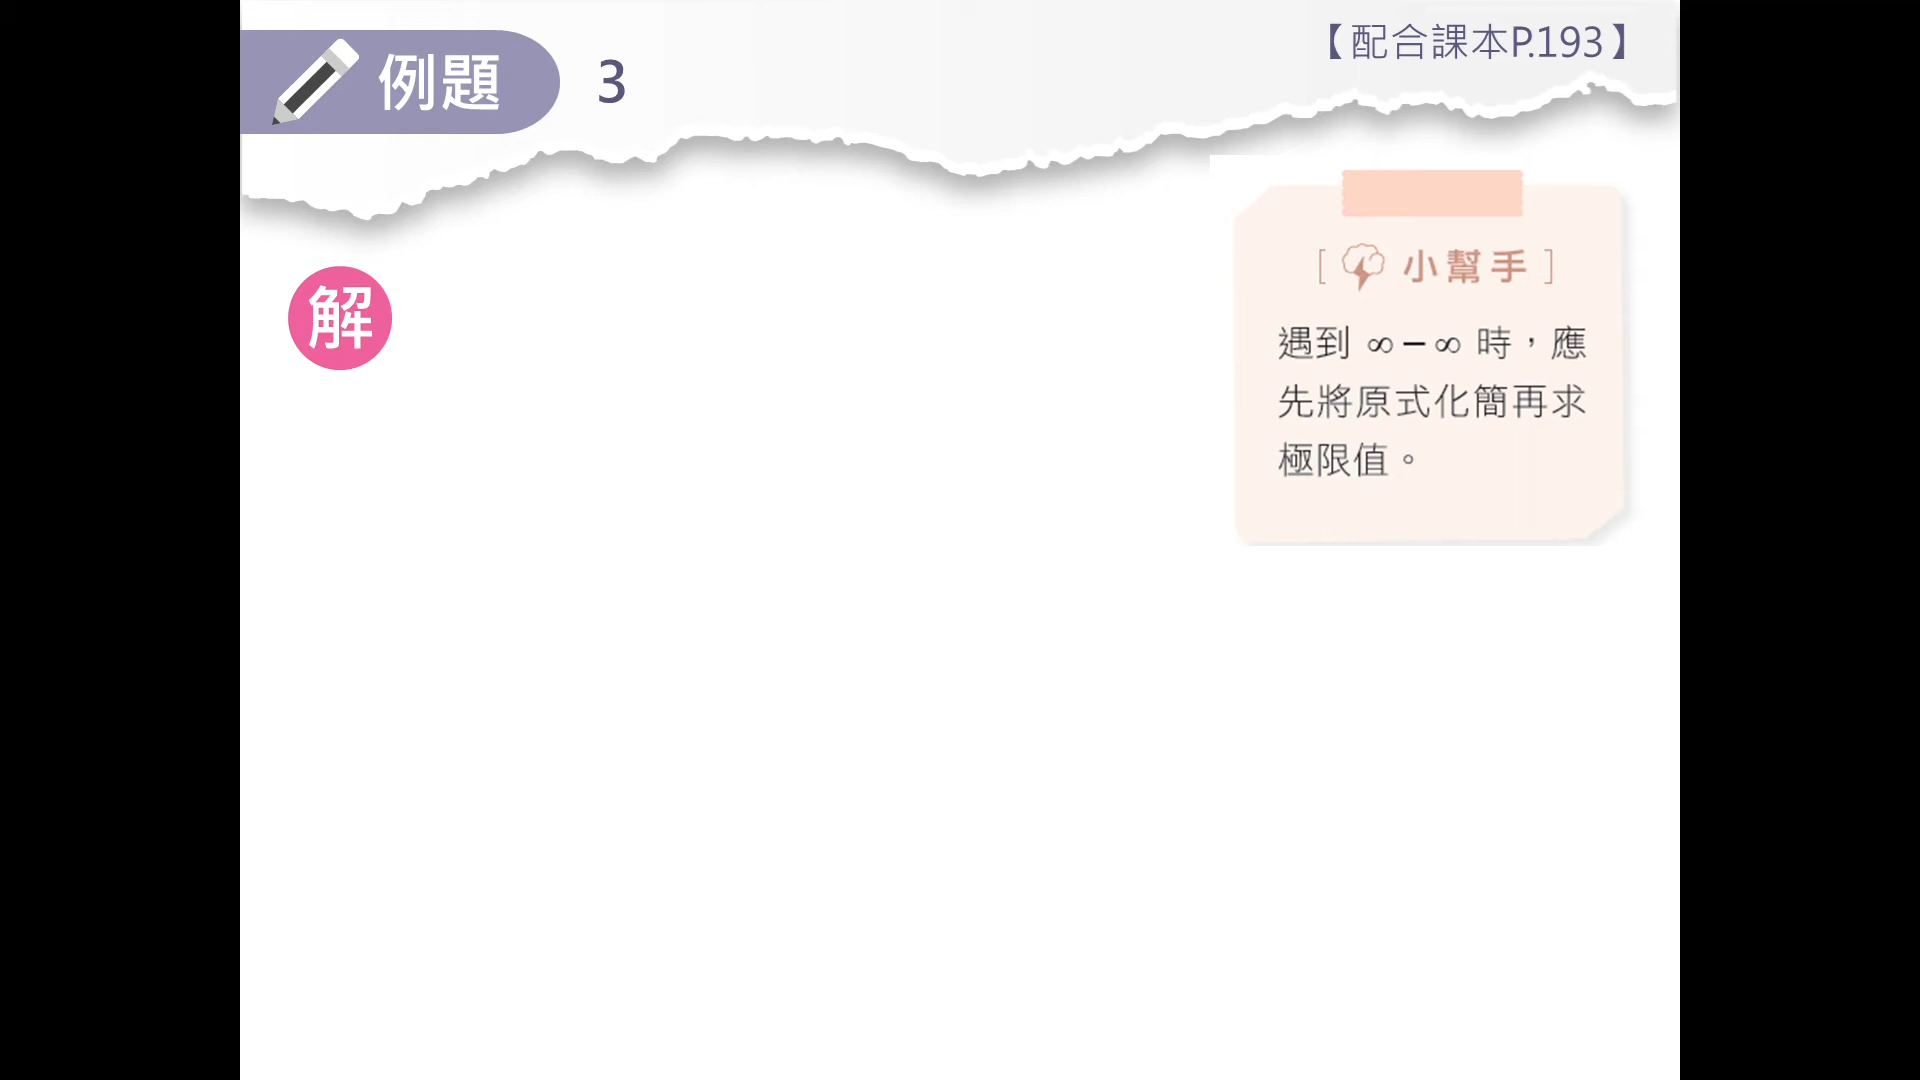 【配合課本P.193】
例題 3
解
[ 小幫手 ]
遇到 ∞－∞ 時，應
先將原式化簡再求
極限值。